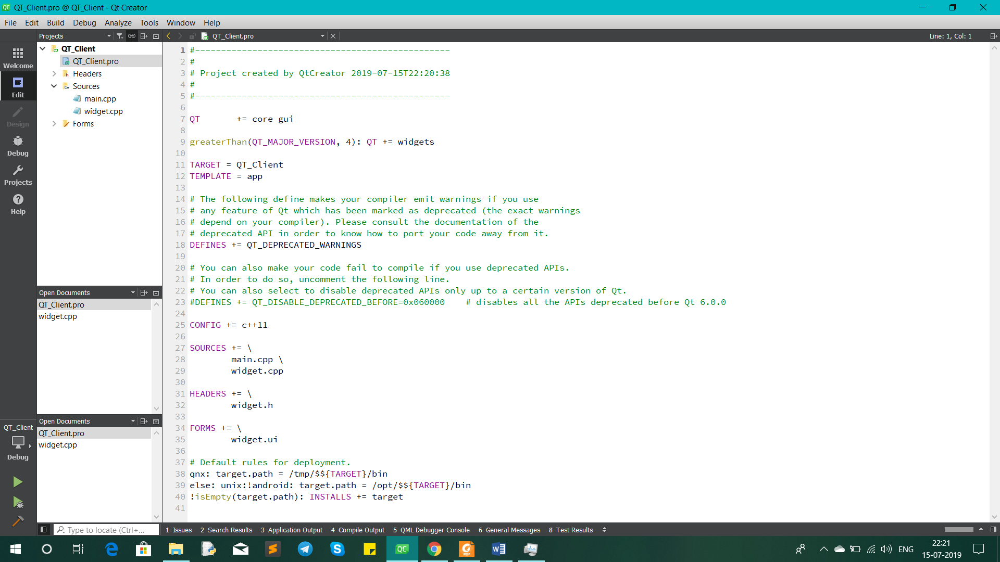 QC QT_Client.pro @ QT_Client - Qt Creator
File Edit Build Debug Analyze Tools Window Help
Projects
QT_Client.pro
Line: 1, Col: 1
Welcome
Edit
Design
Debug
Projects
Help
QT_Client
Debug
QT_Client
QT_Client.pro
Headers
Sources
main.cpp
widget.cpp
Forms
Open Documents
QT_Client.pro
widget.cpp
Open Documents
QT_Client.pro
widget.cpp
1 #-------------------------------------------------
2 #
3 # Project created by QtCreator 2019-07-15T22:20:38
4 #
5 #-------------------------------------------------
6
7 QT       += core gui
8
9 greaterThan(QT_MAJOR_VERSION, 4): QT += widgets
10
11 TARGET = QT_Client
12 TEMPLATE = app
13
14 # The following define makes your compiler emit warnings if you use
15 # any feature of Qt which has been marked as deprecated (the exact warnings
16 # depend on your compiler). Please consult the documentation of the
17 # deprecated API in order to know how to port your code away from it.
18 DEFINES += QT_DEPRECATED_WARNINGS
19
20 # You can also make your code fail to compile if you use deprecated APIs.
21 # In order to do so, uncomment the following line.
22 # You can also select to disable deprecated APIs only up to a certain version of Qt.
23 #DEFINES += QT_DISABLE_DEPRECATED_BEFORE=0x060000    # disables all the APIs deprecated before Qt 6.0.0
24
25 CONFIG += c++11
26
27 SOURCES += \
28         main.cpp \
29         widget.cpp
30
31 HEADERS += \
32         widget.h
33
34 FORMS += \
35         widget.ui
36
37 # Default rules for deployment.
38 qnx: target.path = /tmp/$${TARGET}/bin
39 else: unix:!android: target.path = /opt/$${TARGET}/bin
40 !isEmpty(target.path): INSTALLS += target
41
Type to locate (Ctrl+...
1 Issues 2 Search Results 3 Application Output 4 Compile Output 5 QML Debugger Console 6 General Messages 8 Test Results
QC
PDF
ENG
22:21
15-07-2019